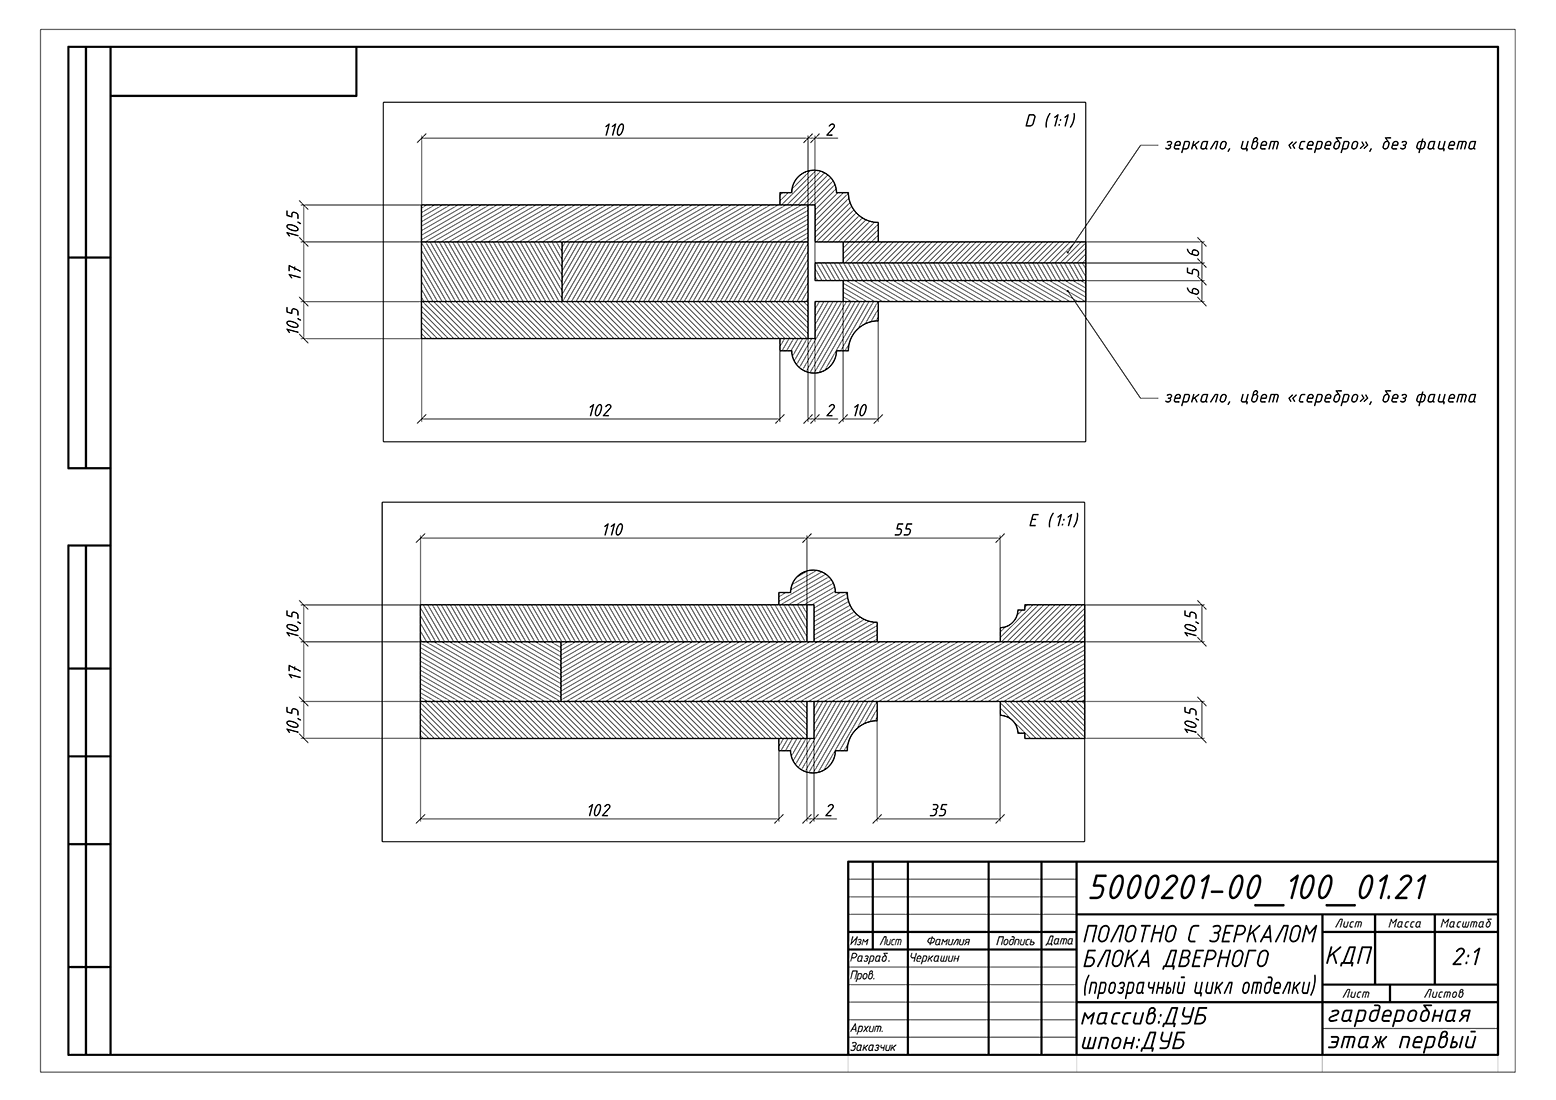 D (1:1)
110
2
зеркало, цвет «серебро», без фацета
10,5
17
10,5
6
5
6
зеркало, цвет «серебро», без фацета
102
2
10
E (1:1)
110
55
10,5
17
10,5
10,5
10,5
102
2
35
5000201-00__100__01.21
Изм Лист Фамилия Подпись Дата
Разраб. Черкашин
Пров.
Архит.
Заказчик
ПОЛОТНО С ЗЕРКАЛОМ
БЛОКА ДВЕРНОГО
(прозрачный цикл отделки)
массив:ДУБ
шпон:ДУБ
Лист Масса Масштаб
КДП 2:1
Лист Листов
гардеробная
этаж первый